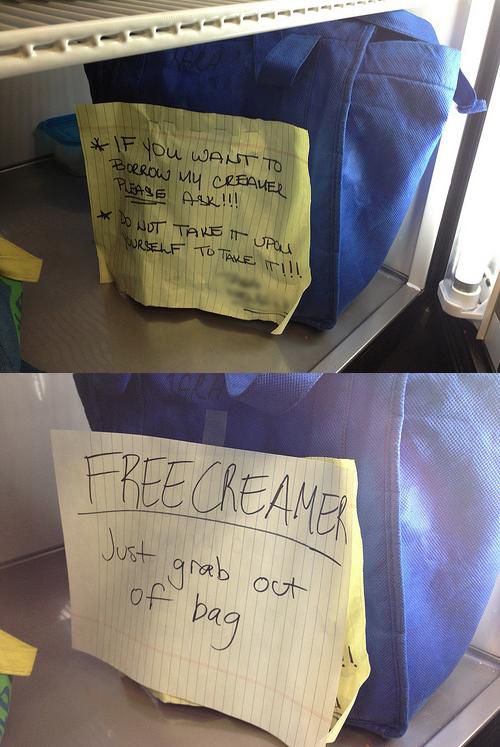 * IF YOU WANT TO
BORROW MY CREAMER
PLEASE ASK!!!
* DO NOT TAKE IT UPON
YOURSELF TO TAKE IT!!!
FREE CREAMER
Just grab out
of bag
!!